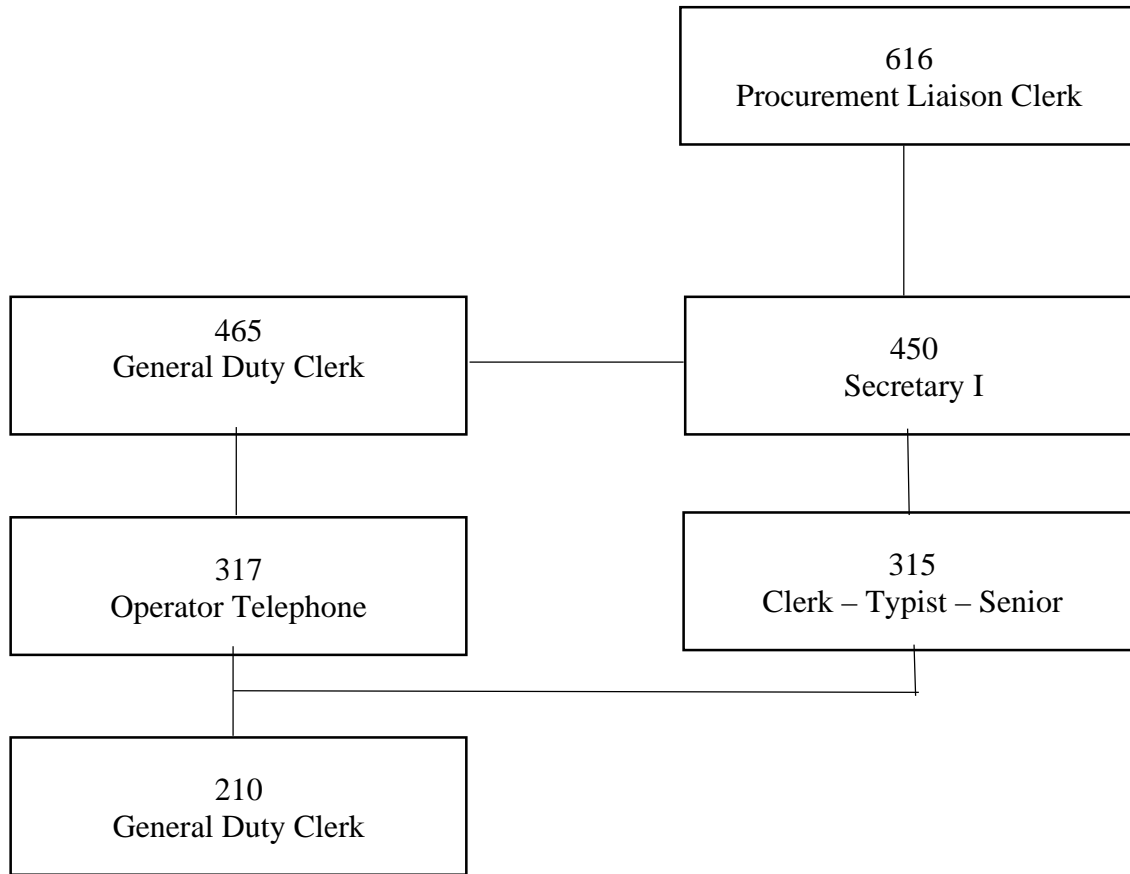 616
Procurement Liaison Clerk
465
General Duty Clerk
450
Secretary I
317
Operator Telephone
315
Clerk – Typist – Senior
210
General Duty Clerk